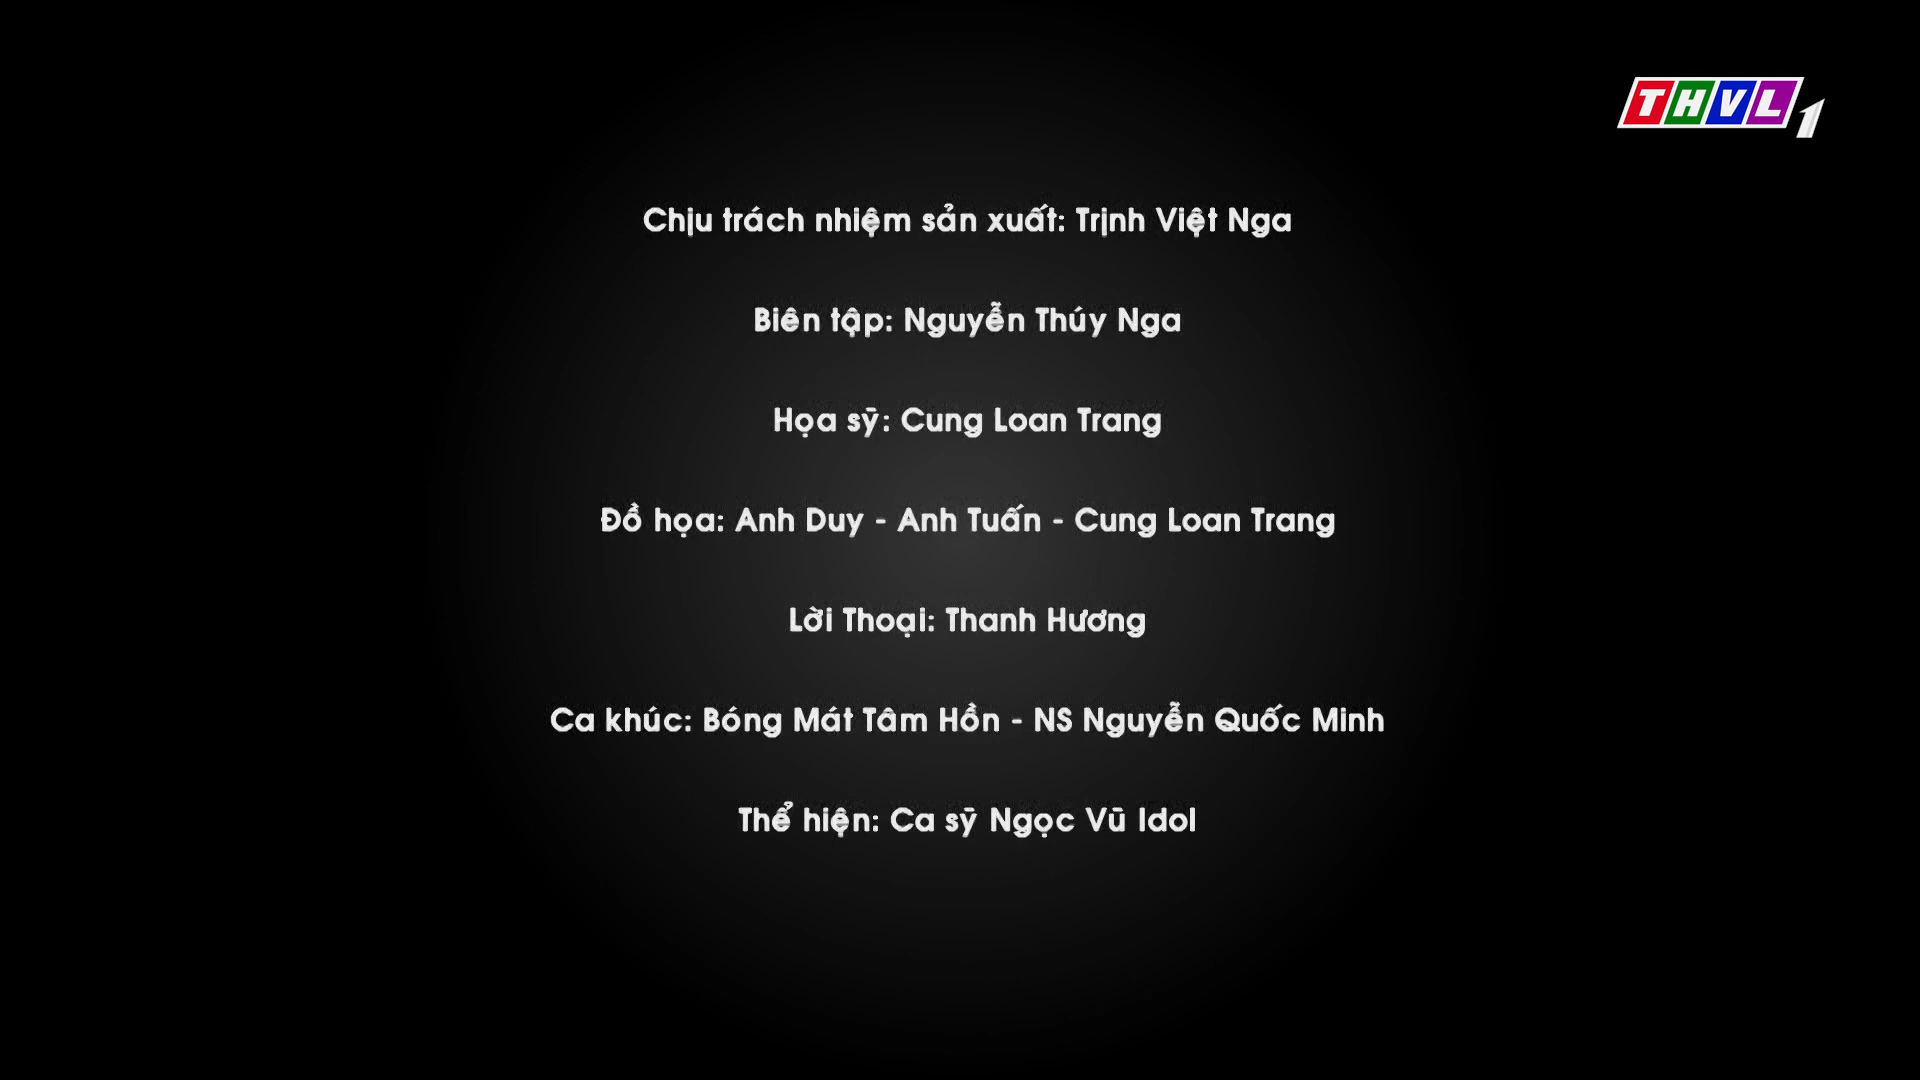 THVL1
Chịu trách nhiệm sản xuất: Trịnh Việt Nga
Biên tập: Nguyễn Thúy Nga
Họa sỹ: Cung Loan Trang
Đồ họa: Anh Duy - Anh Tuấn - Cung Loan Trang
Lời Thoại: Thanh Hương
Ca khúc: Bóng Mát Tâm Hồn - NS Nguyễn Quốc Minh
Thể hiện: Ca sỹ Ngọc Vũ Idol